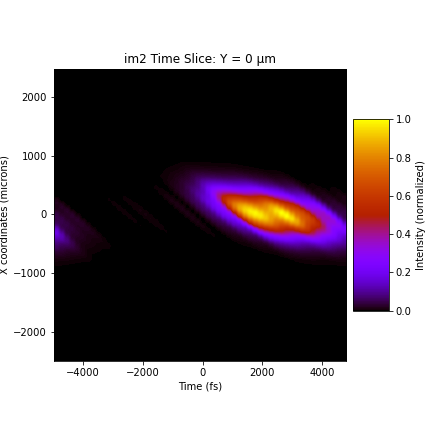 im2 Time Slice: Y = 0 μm
2000
1000
0
−1000
−2000
X coordinates (microns)
−4000 −2000 0 2000 4000
Time (fs)
1.0
0.8
0.6
0.4
0.2
0.0
Intensity (normalized)